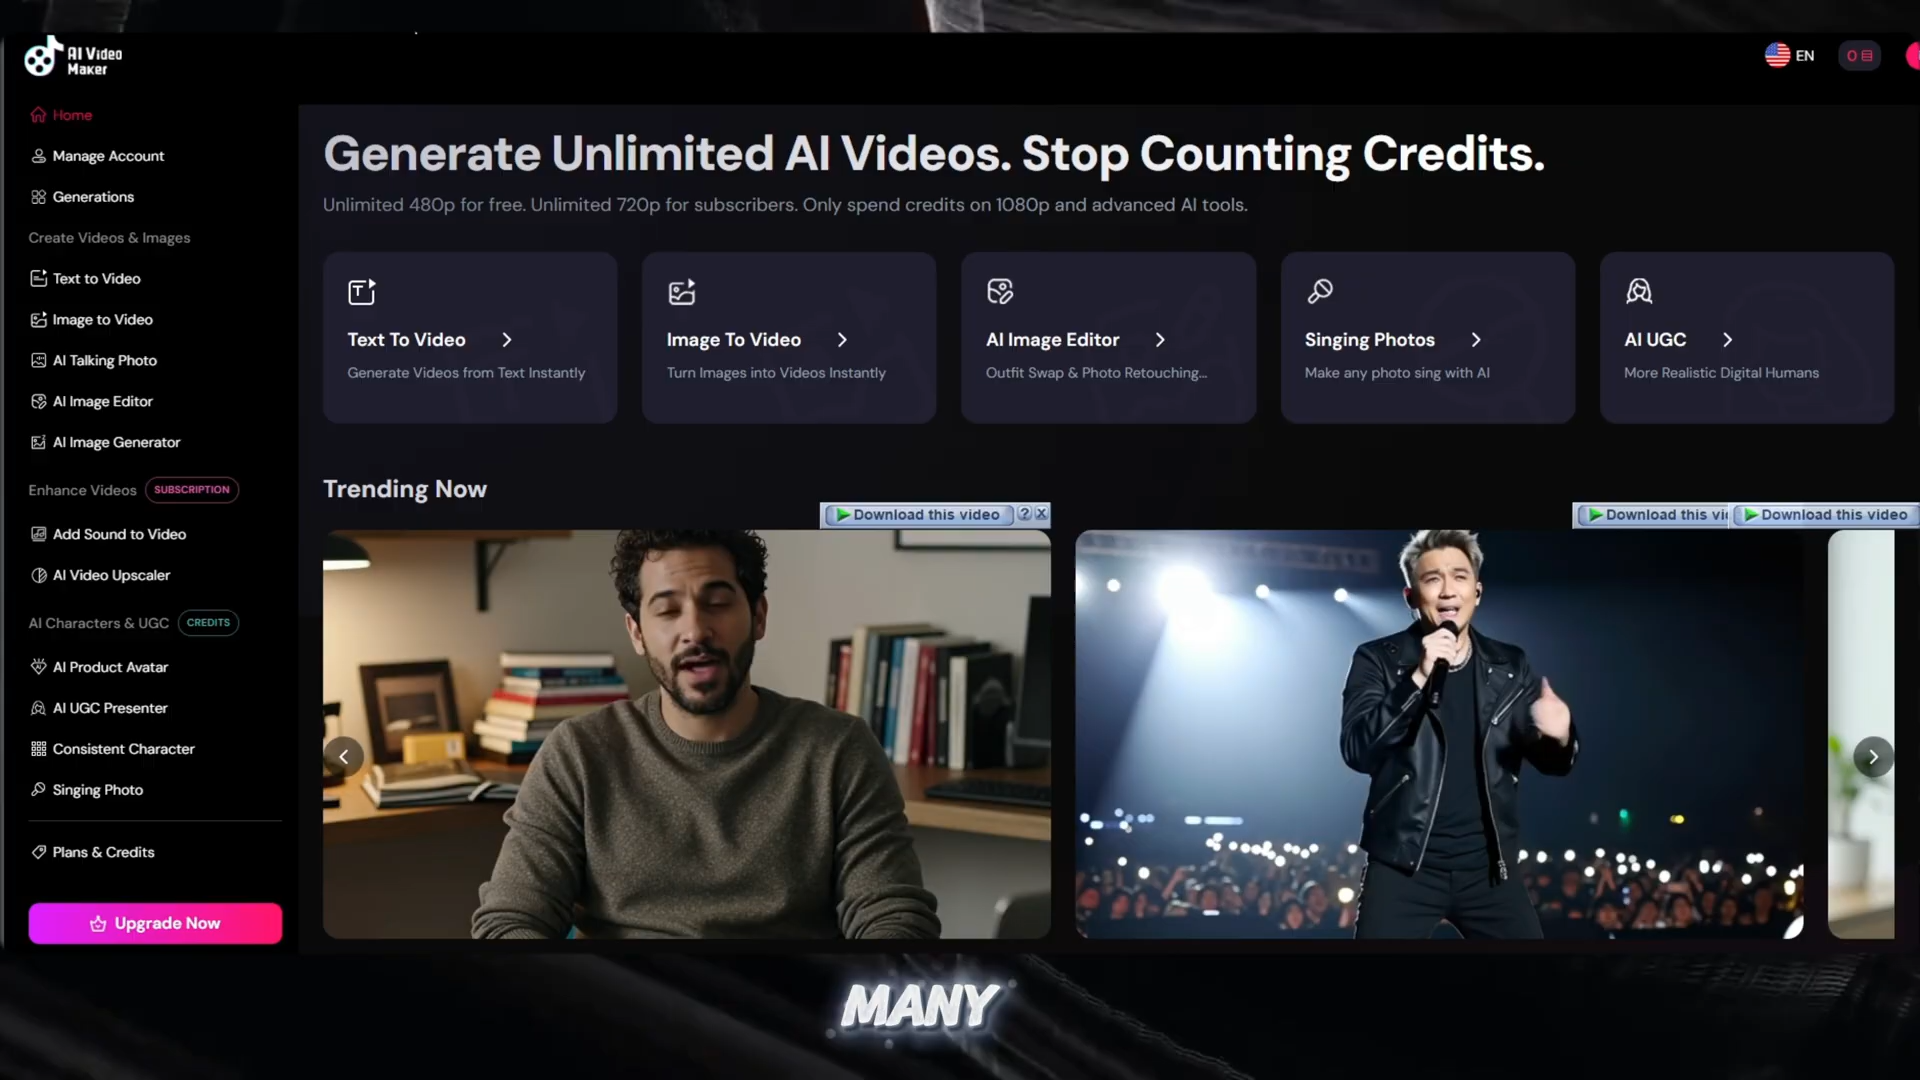 AI Video
Maker
EN
0
Home
Manage Account
Generations
Create Videos & Images
Text to Video
Image to Video
AI Talking Photo
AI Image Editor
AI Image Generator
Enhance Videos SUBSCRIPTION
Add Sound to Video
AI Video Upscaler
AI Characters & UGC CREDITS
AI Product Avatar
AI UGC Presenter
Consistent Character
Singing Photo
Plans & Credits
Upgrade Now
Generate Unlimited AI Videos. Stop Counting Credits.
Unlimited 480p for free. Unlimited 720p for subscribers. Only spend credits on 1080p and advanced AI tools.
Text To Video
Generate Videos from Text Instantly
Image To Video
Turn Images into Videos Instantly
AI Image Editor
Outfit Swap & Photo Retouching...
Singing Photos
Make any photo sing with AI
AI UGC
More Realistic Digital Humans
Trending Now
Download this video ? X
Download this vi
Download this video
MANY